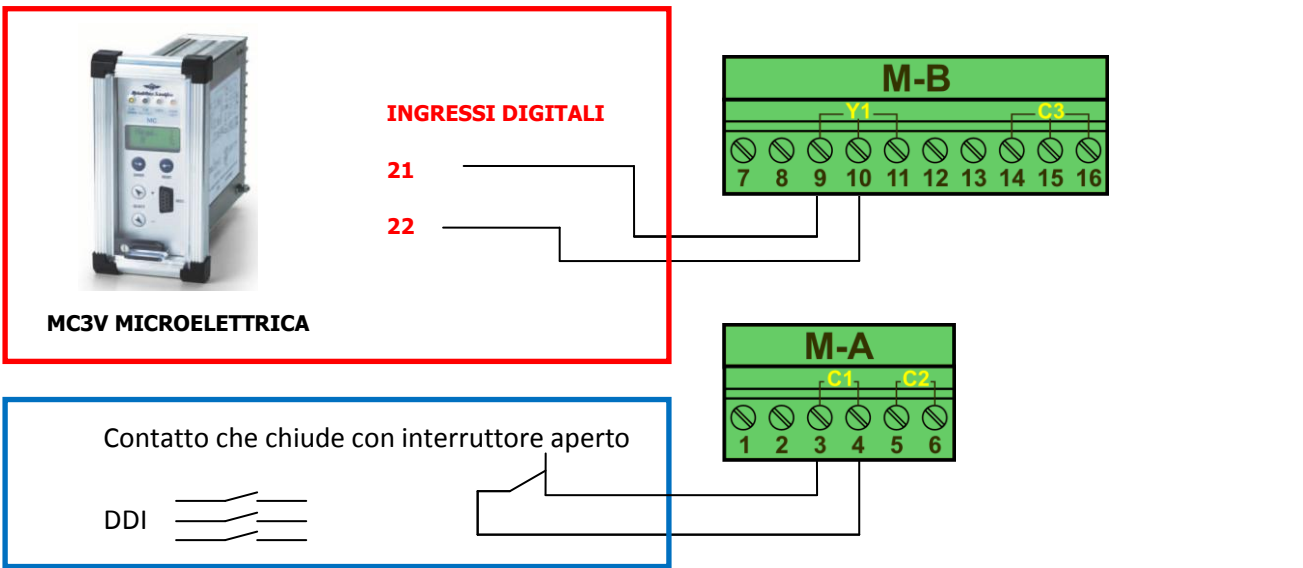 INGRESSI DIGITALI
21
22
MC3V MICROELETTRICA
M-B
Y1 C3
7 8 9 10 11 12 13 14 15 16
M-A
C1 C2
1 2 3 4 5 6
Contatto che chiude con interruttore aperto
DDI